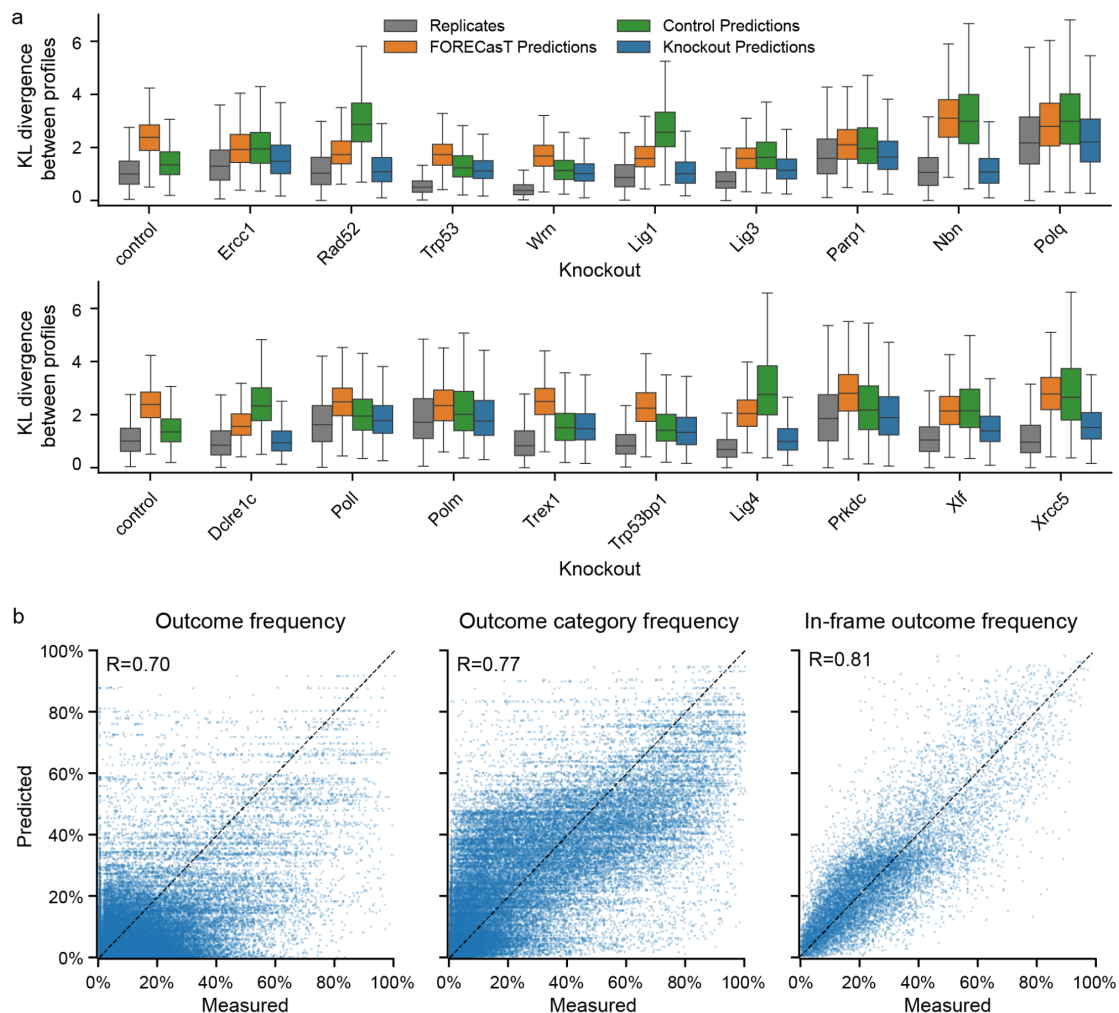 a
Replicates
Control Predictions
FORECasT Predictions
Knockout Predictions
KL divergence
between profiles
6
4
2
0
control
Ercc1
Rad52
Trp53
Wrn
Lig1
Lig3
Parp1
Nbn
Polq
Knockout
KL divergence
between profiles
6
4
2
0
control
Dclre1c
Poll
Polm
Trex1
Trp53bp1
Lig4
Prkdc
Xlf
Xrcc5
Knockout
b
Outcome frequency
Outcome category frequency
In-frame outcome frequency
R=0.70
R=0.77
R=0.81
Predicted
100%
80%
60%
40%
20%
0%
0% 20% 40% 60% 80% 100%
0% 20% 40% 60% 80% 100%
0% 20% 40% 60% 80% 100%
Measured
Measured
Measured